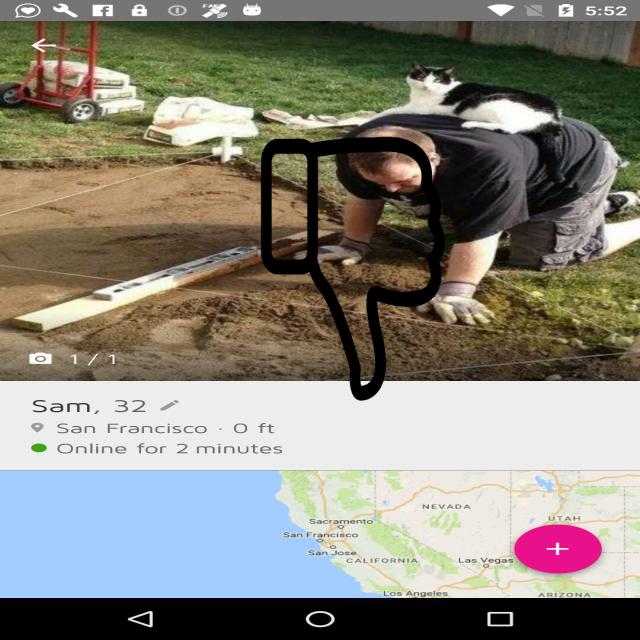 5:52
1 / 1
Sam, 32
San Francisco · 0 ft
Online for 2 minutes
NEVADA
Sacramento
UTAH
San Francisco
San Jose
CALIFORNIA
Las Vegas
Los Angeles
ARIZONA